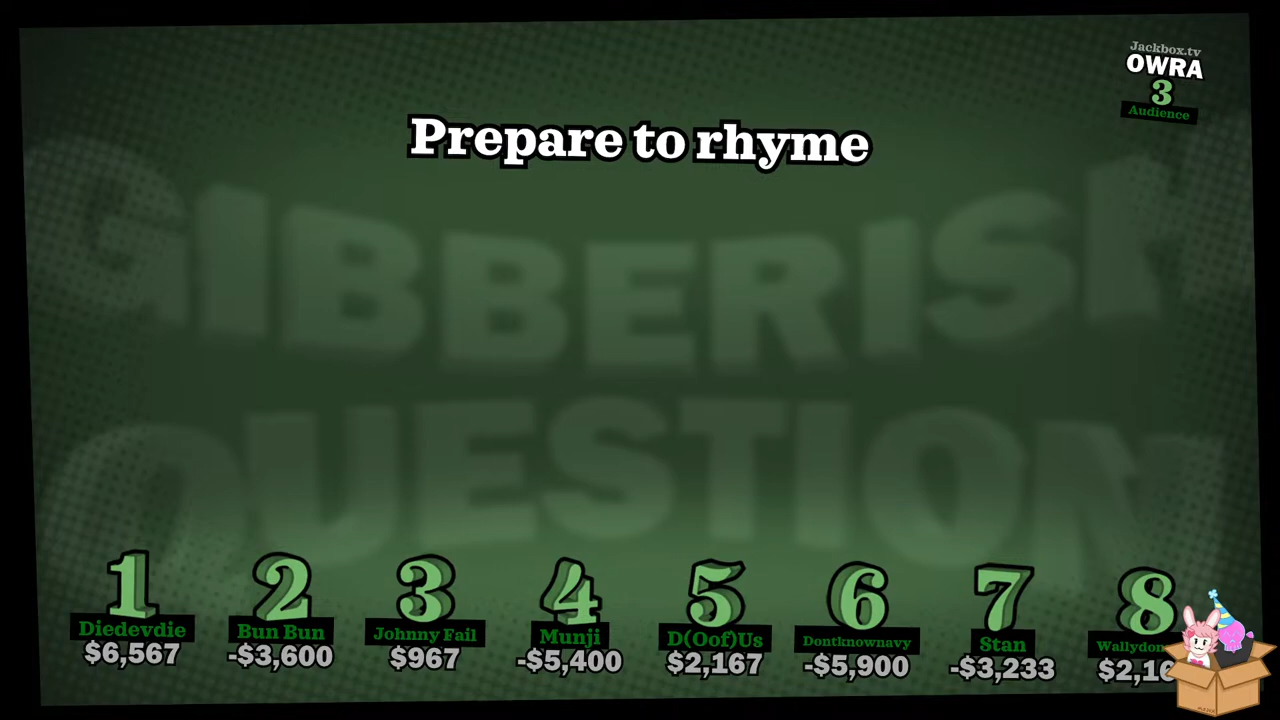 Jackbox.tv
OWRA
3
Audience
Prepare to rhyme
GIBBERISH
QUESTION
1 2 3 4 5 6 7 8
Diedevdie Bun Bun Johnny Fail Munji D(Oof)Us Dontknownavy Stan
$6,567 -$3,600 $967 -$5,400 $2,167 -$5,900 -$3,233